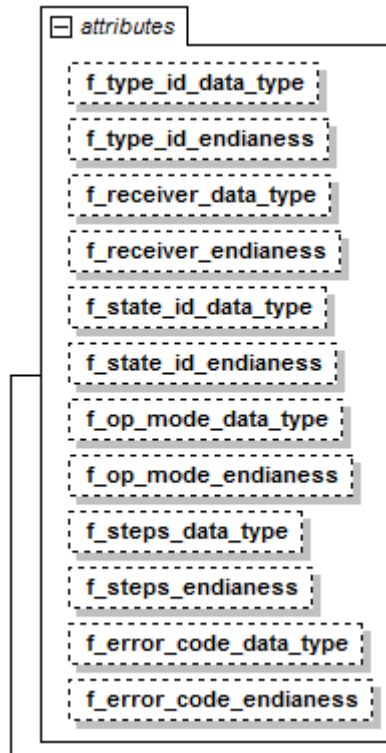 attributes
f_type_id_data_type
f_type_id_endianess
f_receiver_data_type
f_receiver_endianess
f_state_id_data_type
f_state_id_endianess
f_op_mode_data_type
f_op_mode_endianess
f_steps_data_type
f_steps_endianess
f_error_code_data_type
f_error_code_endianess